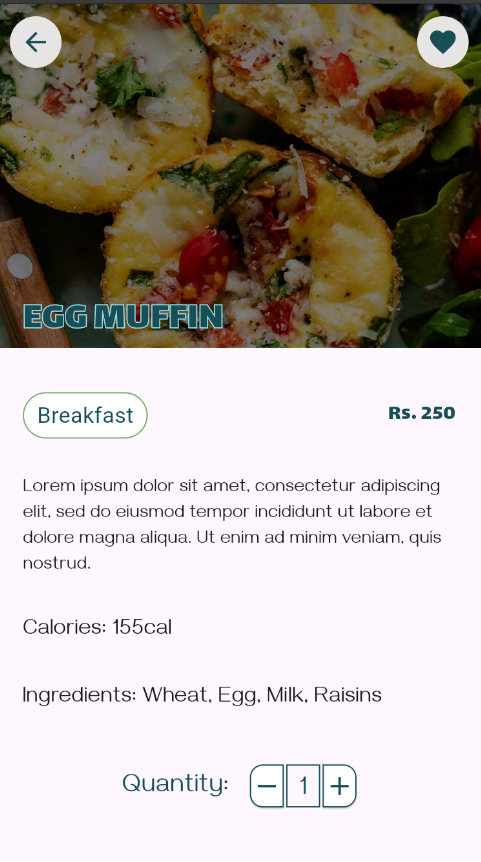 EGG MUFFIN
Breakfast
Rs. 250
Lorem ipsum dolor sit amet, consectetur adipiscing
elit, sed do eiusmod tempor incididunt ut labore et
dolore magna aliqua. Ut enim ad minim veniam, quis
nostrud.
Calories: 155cal
Ingredients: Wheat, Egg, Milk, Raisins
Quantity: − 1 +